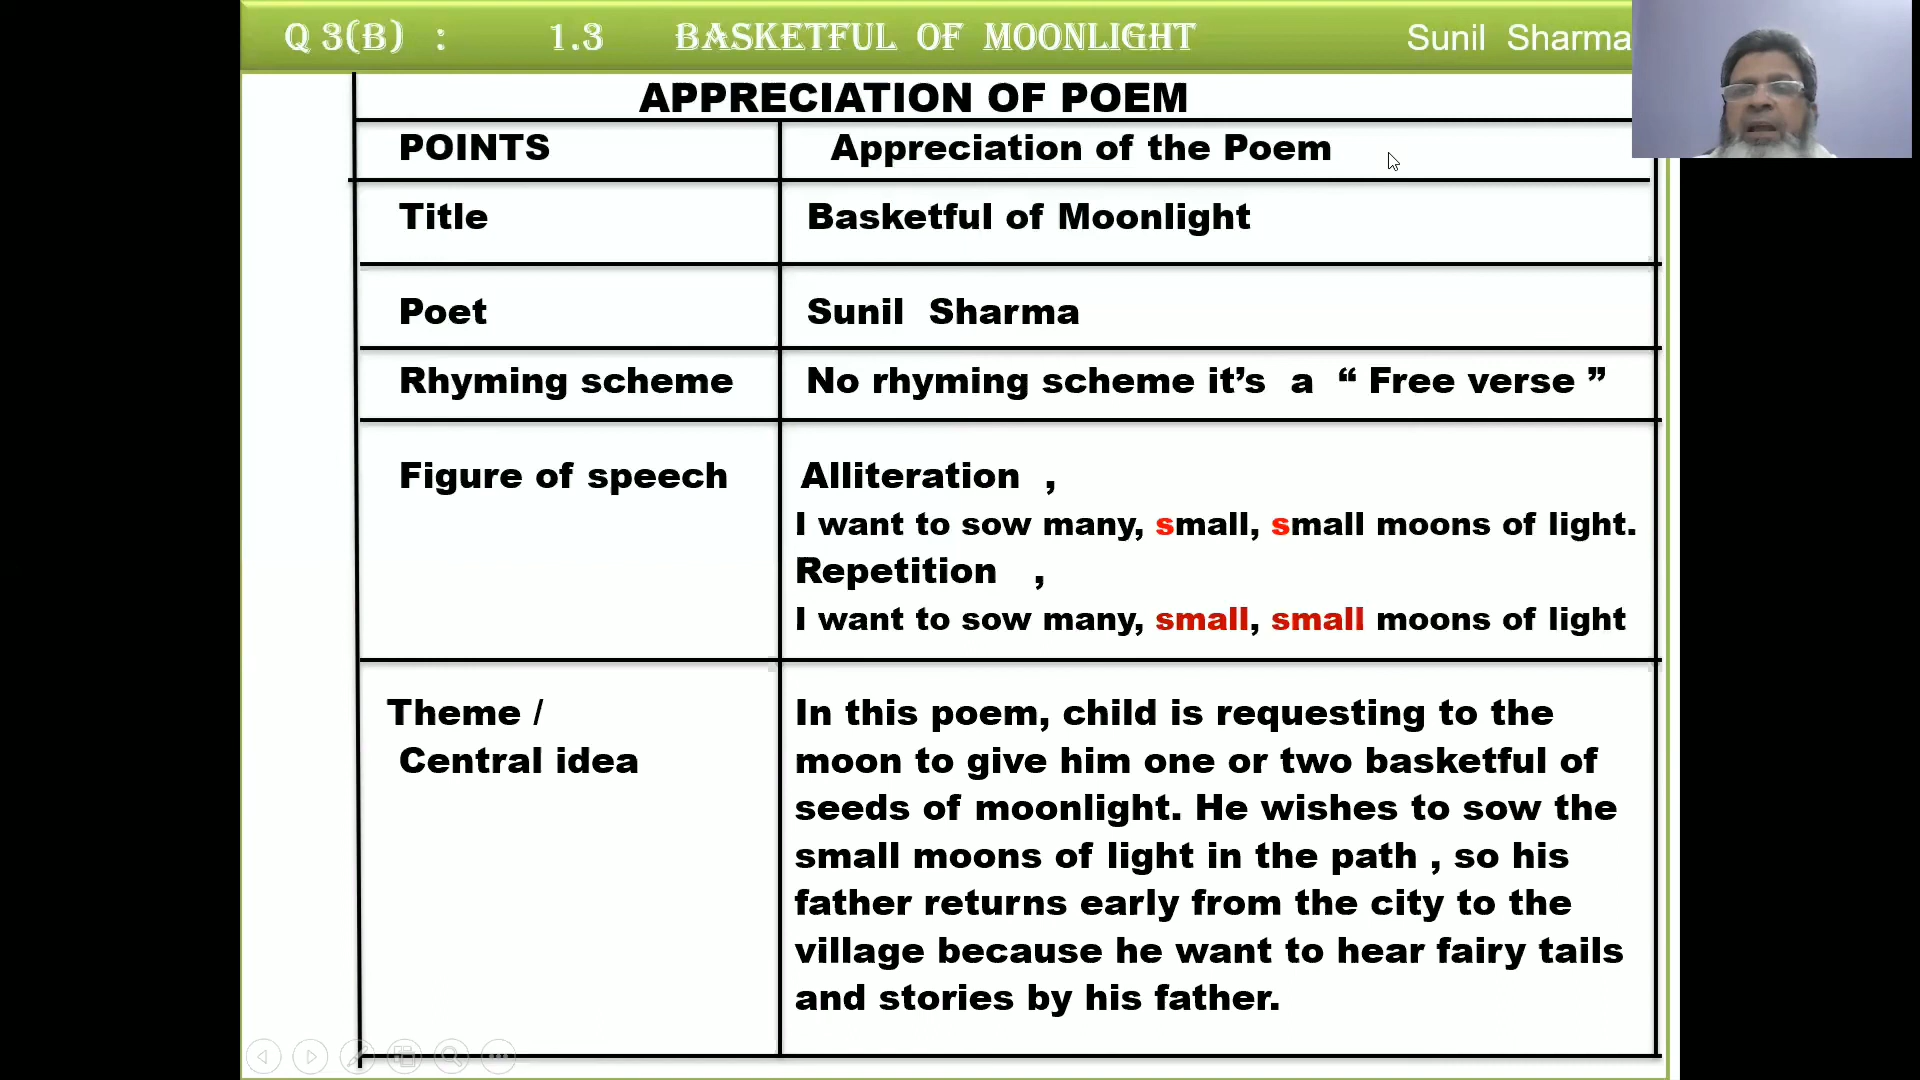 Q 3(B) : 1.3 BASKETFUL OF MOONLIGHT Sunil Sharma
APPRECIATION OF POEM
POINTS Appreciation of the Poem
Title Basketful of Moonlight
Poet Sunil Sharma
Rhyming scheme No rhyming scheme it’s a “ Free verse ”
Figure of speech Alliteration ,
I want to sow many, small, small moons of light.
Repetition ,
I want to sow many, small, small moons of light
Theme / In this poem, child is requesting to the
Central idea moon to give him one or two basketful of
seeds of moonlight. He wishes to sow the
small moons of light in the path , so his
father returns early from the city to the
village because he want to hear fairy tails
and stories by his father.